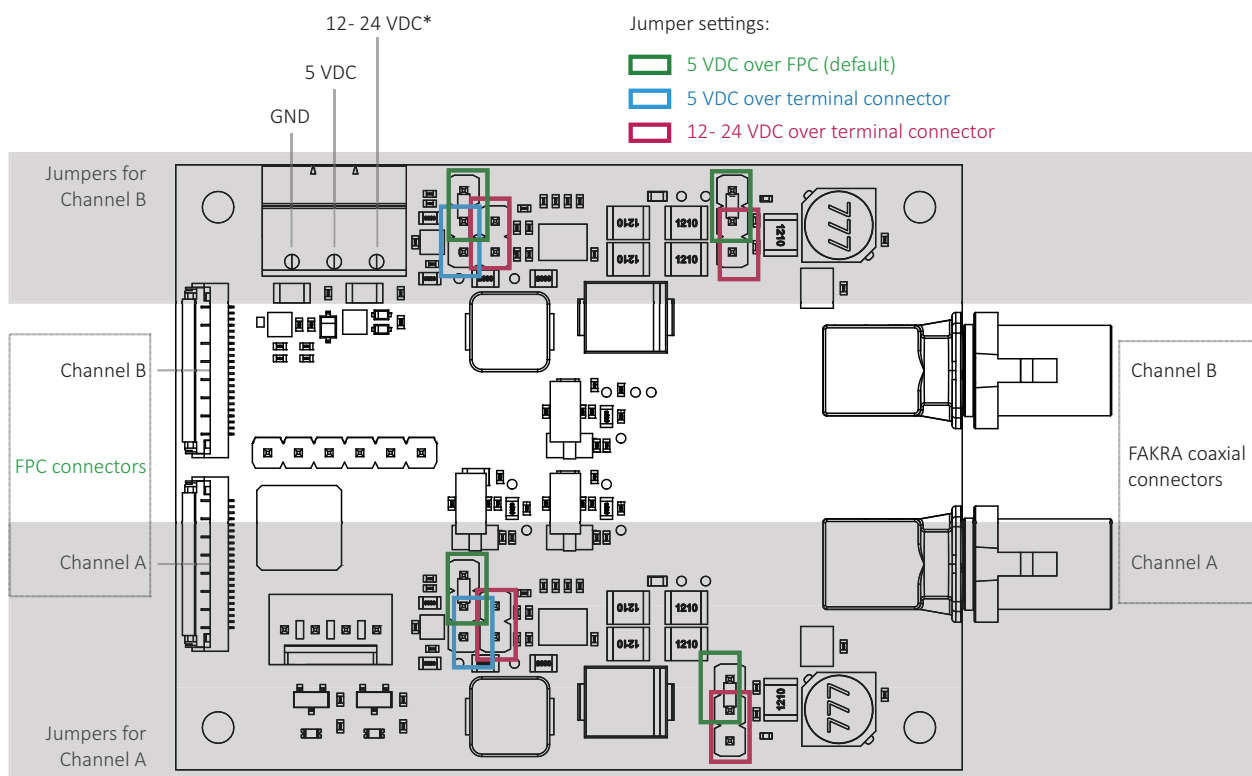 12- 24 VDC*
5 VDC
GND
Jumper settings:
5 VDC over FPC (default)
5 VDC over terminal connector
12- 24 VDC over terminal connector
Jumpers for
Channel B
1210
1210
1210
1210
1210
777
Channel B
FPC connectors
Channel A
Channel B
FAKRA coaxial
connectors
Channel A
1210
1210
1210
1210
1210
777
Jumpers for
Channel A